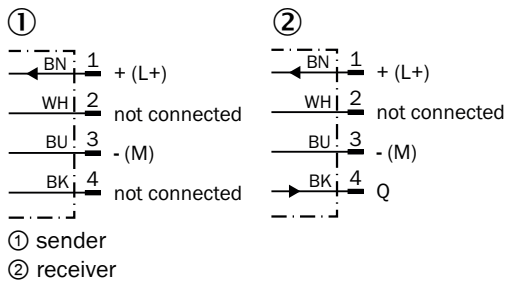 ① ②
BN 1 + (L+)
WH 2 not connected
BU 3 - (M)
BK 4 not connected
BN 1 + (L+)
WH 2 not connected
BU 3 - (M)
BK 4 Q
① sender
② receiver